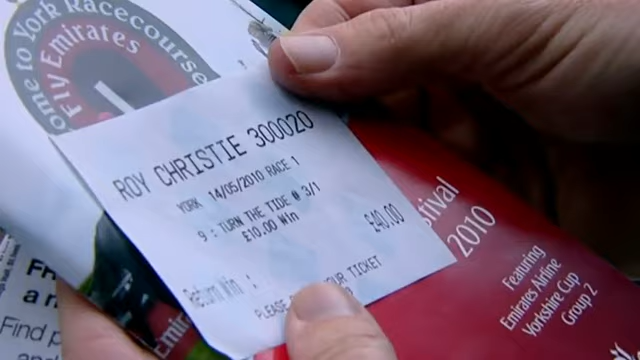 ome to York Racecourse
Fly Emirates
ROY CHRISTIE 300020
YORK 14/05/2010 RACE 1
9 : TURN THE TIDE @ 3/1
£10.00 Win
£40.00
Return Win :
PLEASE
OUR TICKET
stival
2010
Featuring
Emirates Airline
Yorkshire Cup
Group 2
FR
a n
Find p
Emir